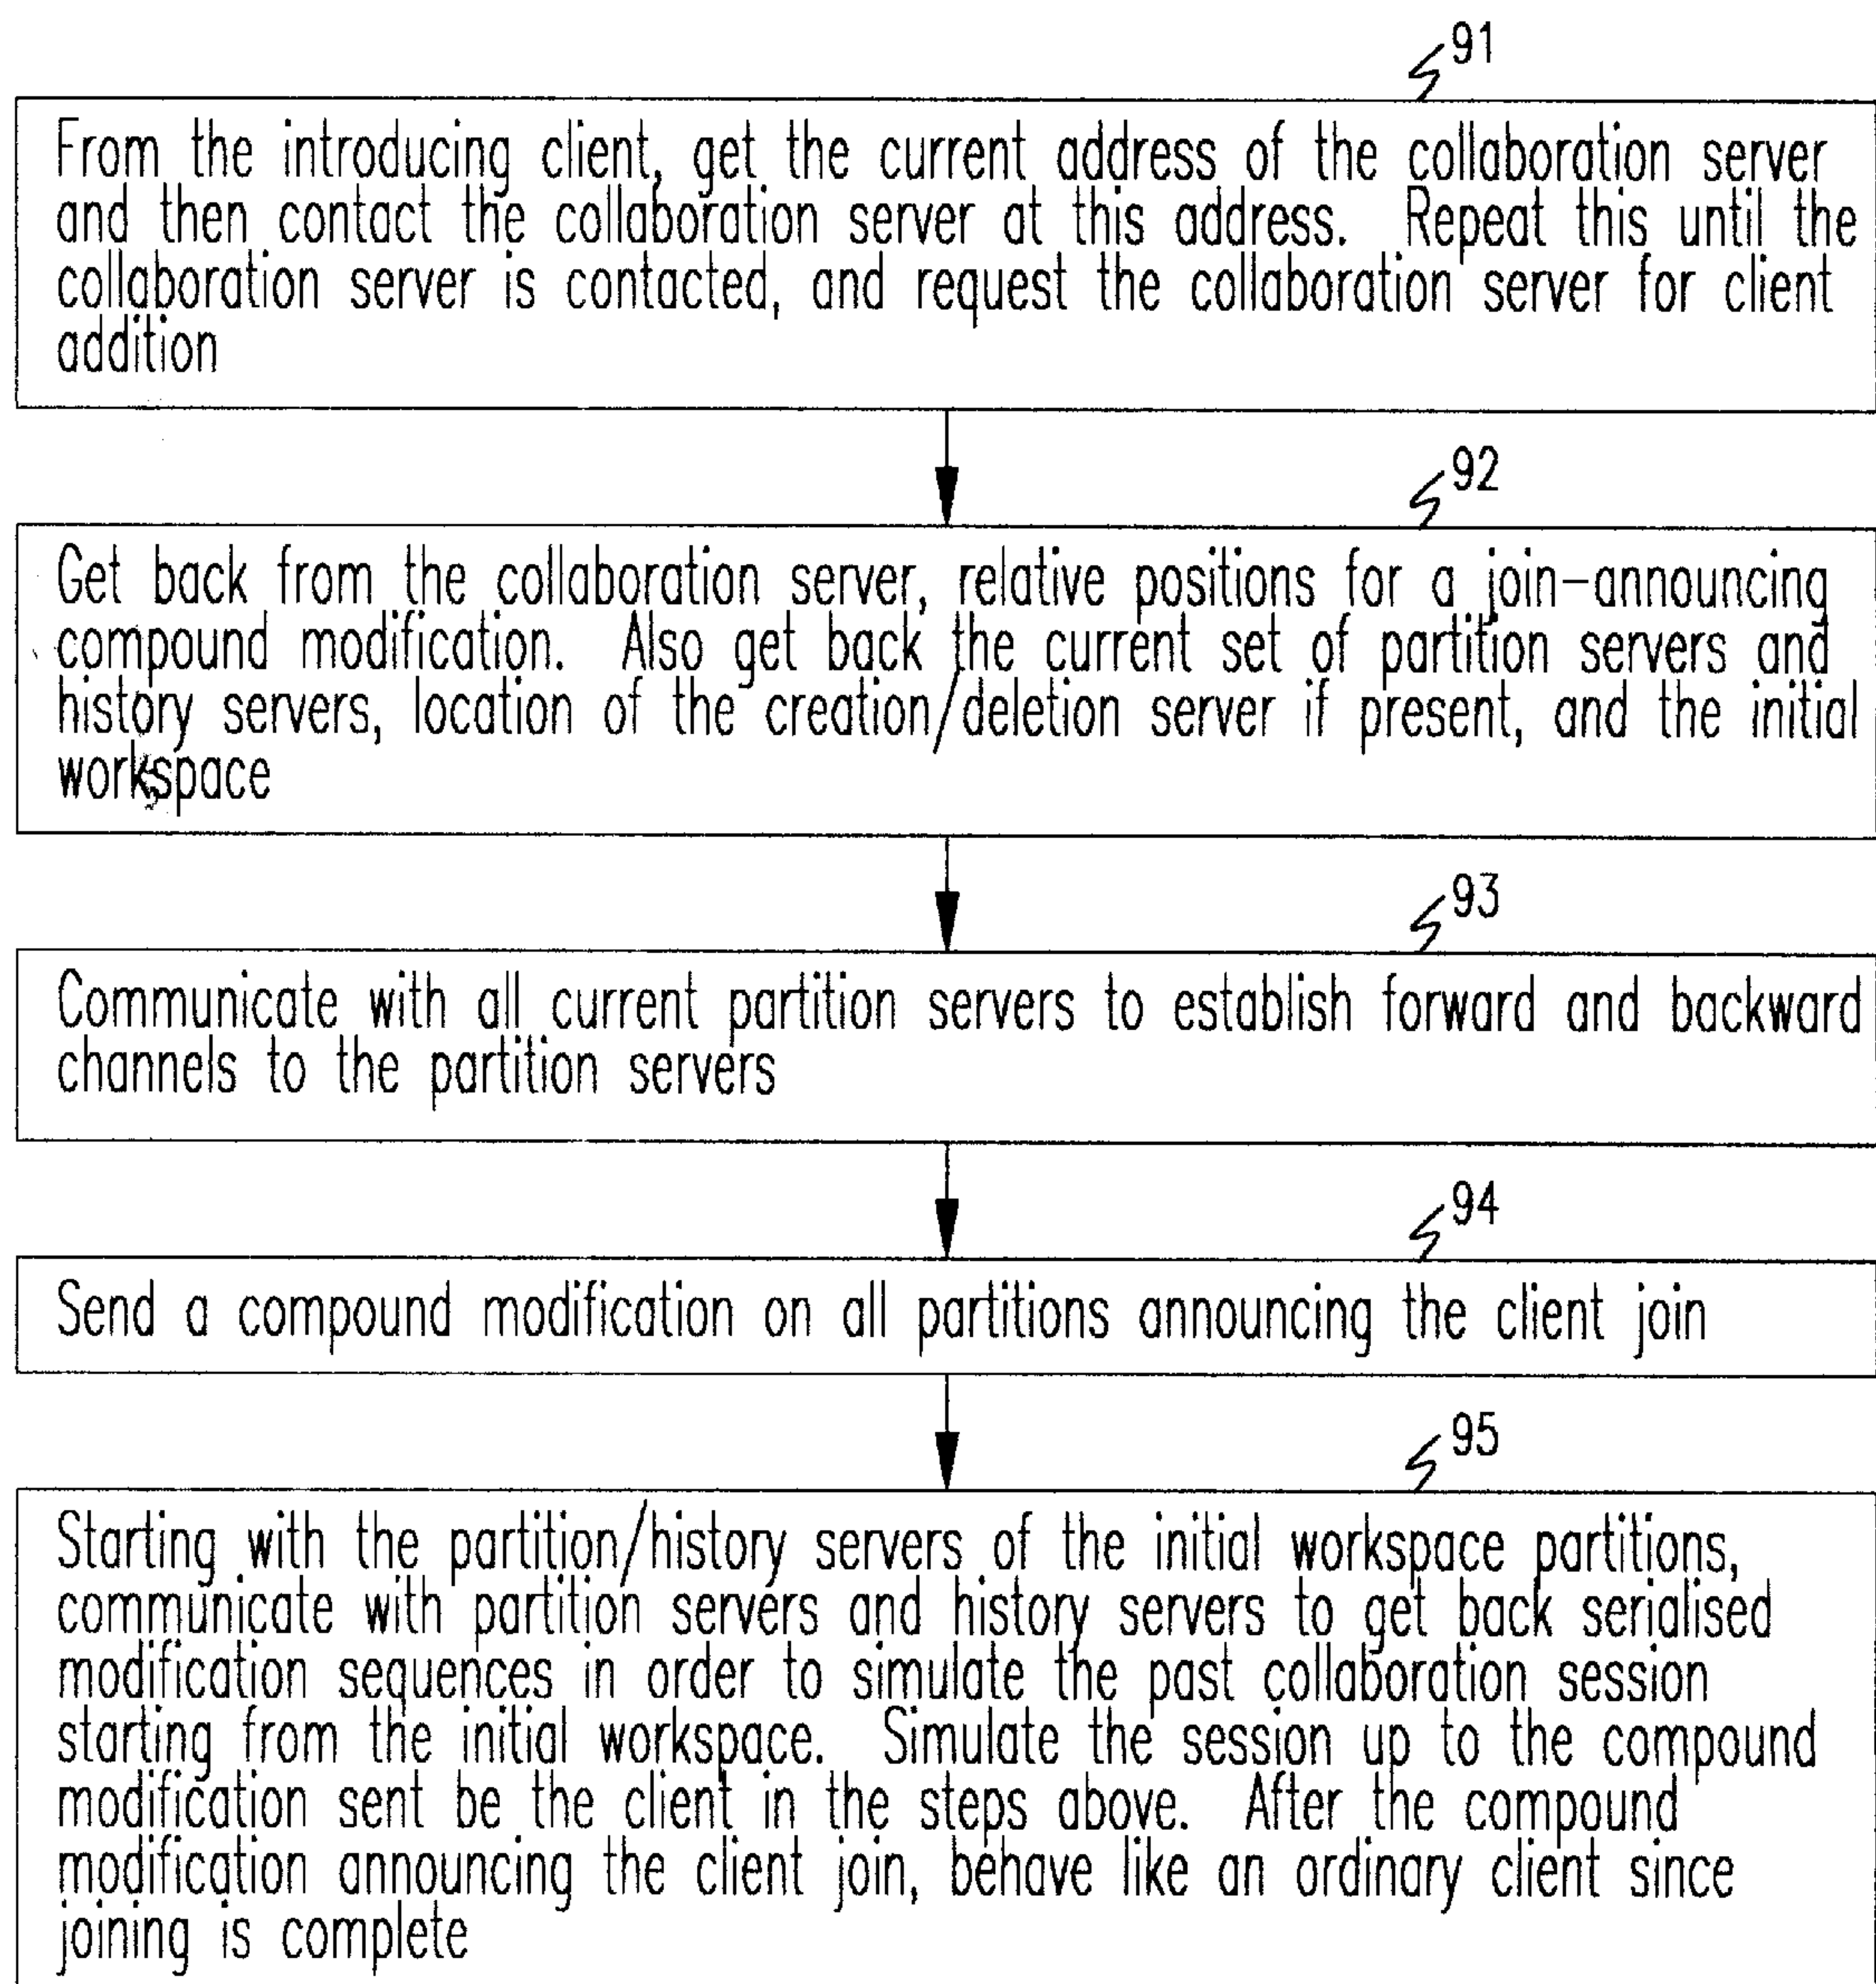 91
From the introducing client, get the current address of the collaboration server
and then contact the collaboration server at this address. Repeat this until the
collaboration server is contacted, and request the collaboration server for client
addition
92
Get back from the collaboration server, relative positions for a join-announcing
compound modification. Also get back the current set of partition servers and
history servers, location of the creation/deletion server if present, and the initial
workspace
93
Communicate with all current partition servers to establish forward and backward
channels to the partition servers
94
Send a compound modification on all partitions announcing the client join
95
Starting with the partition/history servers of the initial workspace partitions,
communicate with partition servers and history servers to get back serialised
modification sequences in order to simulate the past collaboration session
starting from the initial workspace. Simulate the session up to the compound
modification sent be the client in the steps above. After the compound
modification announcing the client join, behave like an ordinary client since
joining is complete